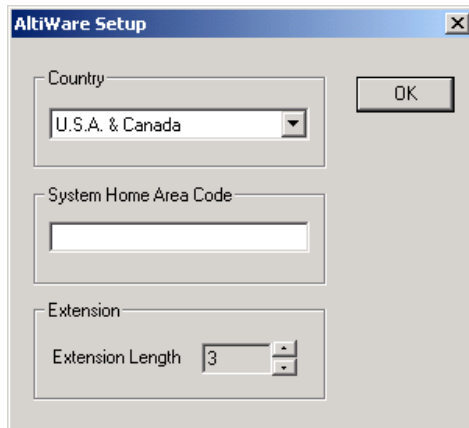 AltiWare Setup
Country
U.S.A. & Canada
OK
System Home Area Code
Extension
Extension Length 3